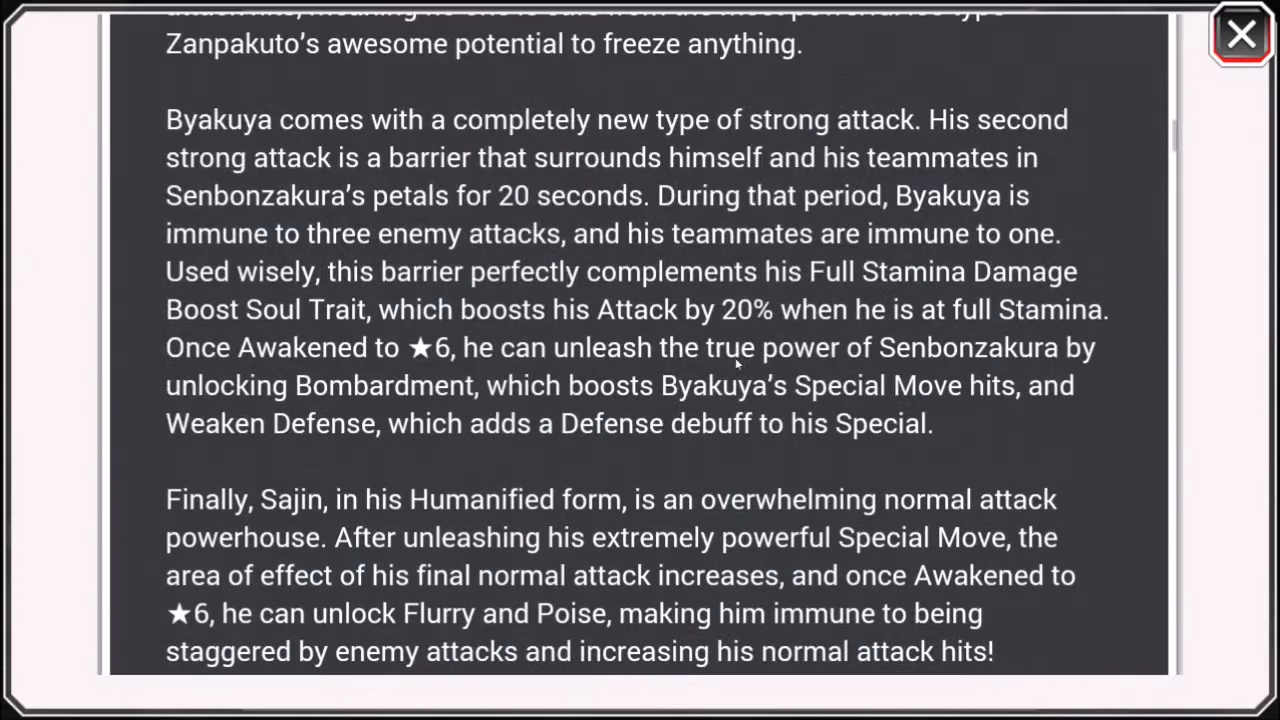 Zanpakuto's awesome potential to freeze anything.
Byakuya comes with a completely new type of strong attack. His second
strong attack is a barrier that surrounds himself and his teammates in
Senbonzakura's petals for 20 seconds. During that period, Byakuya is
immune to three enemy attacks, and his teammates are immune to one.
Used wisely, this barrier perfectly complements his Full Stamina Damage
Boost Soul Trait, which boosts his Attack by 20% when he is at full Stamina.
Once Awakened to ★6, he can unleash the true power of Senbonzakura by
unlocking Bombardment, which boosts Byakuya's Special Move hits, and
Weaken Defense, which adds a Defense debuff to his Special.
Finally, Sajin, in his Humanified form, is an overwhelming normal attack
powerhouse. After unleashing his extremely powerful Special Move, the
area of effect of his final normal attack increases, and once Awakened to
★6, he can unlock Flurry and Poise, making him immune to being
staggered by enemy attacks and increasing his normal attack hits!